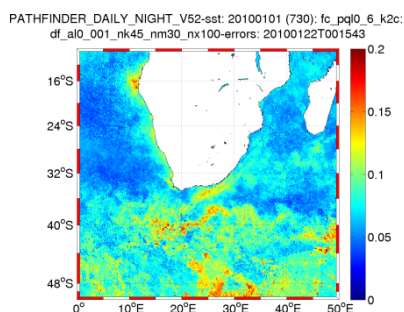 PATHFINDER_DAILY_NIGHT_V52-sst: 20100101 (730): fc_pql0_6_k2c:
df_al0_001_nk45_nm30_nx100-errors: 20100122T001543
0.2
16°S
0.15
24°S
0.1
32°S
40°S
0.05
48°S
0
0° 10°E 20°E 30°E 40°E 50°E